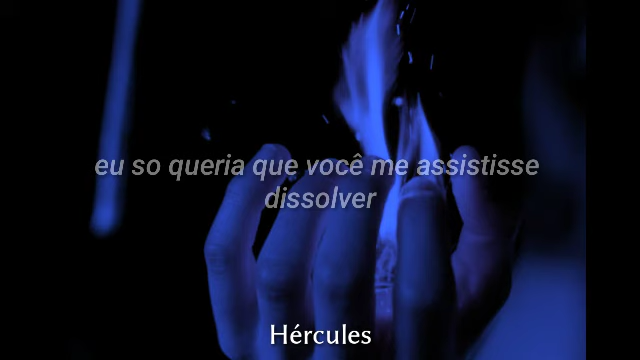 eu so queria que você me assistisse
dissolver
Hércules